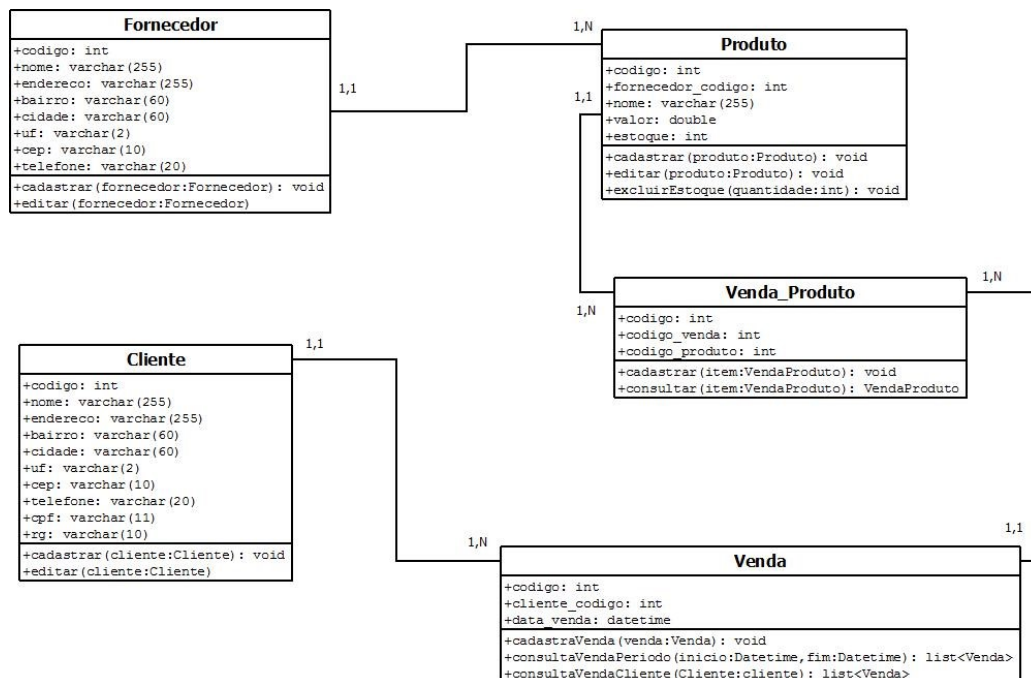 Fornecedor
+codigo: int
+nome: varchar(255)
+endereco: varchar(255)
+bairro: varchar(60)
+cidade: varchar(60)
+uf: varchar(2)
+cep: varchar(10)
+telefone: varchar(20)
+cadastrar(fornecedor:Fornecedor): void
+editar(fornecedor:Fornecedor)
1,1
1,N
Produto
+codigo: int
+fornecedor_codigo: int
+nome: varchar(255)
+valor: double
+estoque: int
+cadastrar(produto:Produto): void
+editar(produto:Produto): void
+excluirEstoque(quantidade:int): void
1,1
1,N
Venda_Produto
+codigo: int
+codigo_venda: int
+codigo_produto: int
+cadastrar(item:VendaProduto): void
+consultar(item:VendaProduto): VendaProduto
1,N
Cliente
+codigo: int
+nome: varchar(255)
+endereco: varchar(255)
+bairro: varchar(60)
+cidade: varchar(60)
+uf: varchar(2)
+cep: varchar(10)
+telefone: varchar(20)
+cpf: varchar(11)
+rg: varchar(10)
+cadastrar(cliente:Cliente): void
+editar(cliente:Cliente)
1,1
1,N
1,1
Venda
+codigo: int
+cliente_codigo: int
+data_venda: datetime
+cadastraVenda(venda:Venda): void
+consultaVendaPeriodo(inicio:Datetime,fim:Datetime): list<Venda>
+consultaVendaCliente(Cliente:cliente): list<Venda>